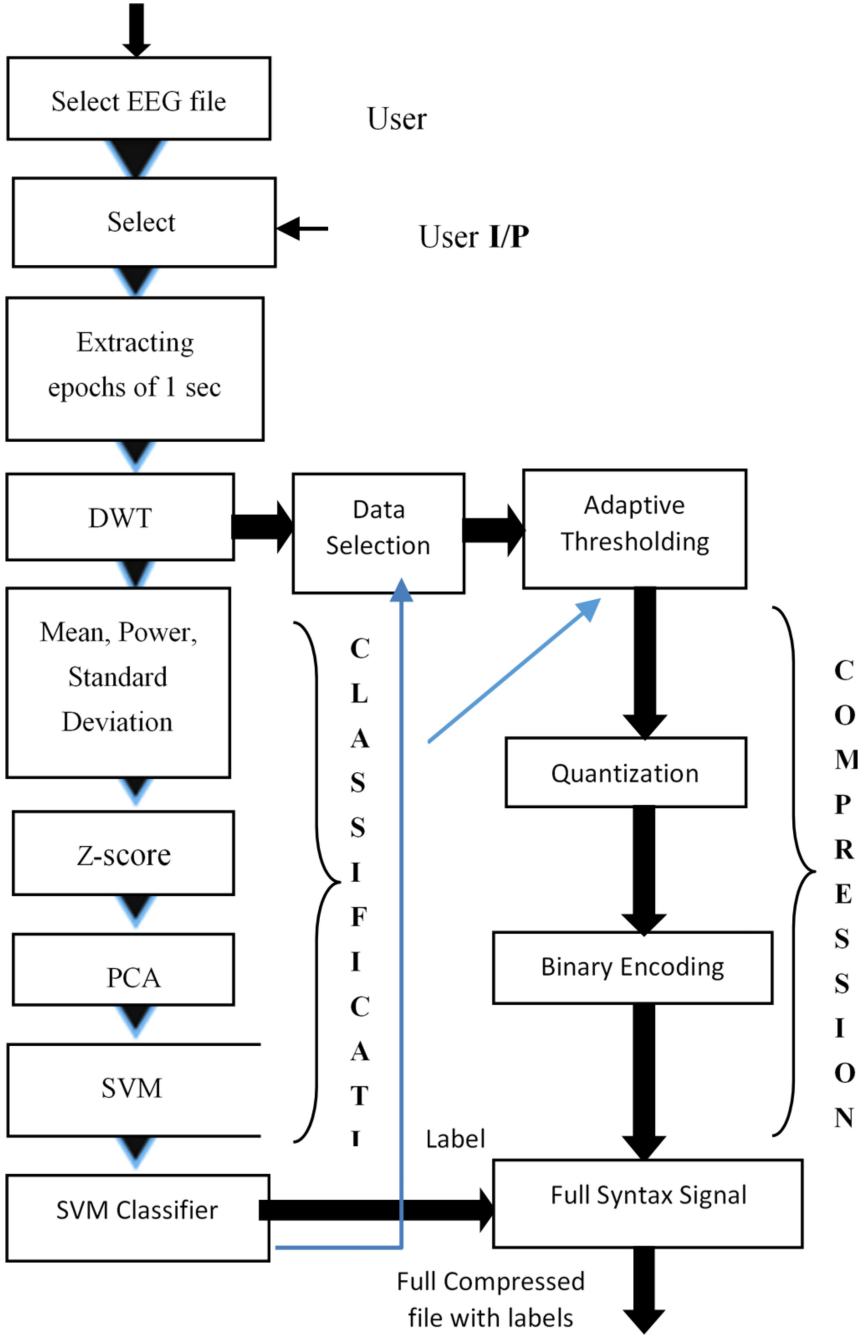 Select EEG file
User
Select
User I/P
Extracting
epochs of 1 sec
DWT
Data
Selection
Adaptive
Thresholding
Mean, Power,
Standard
Deviation
Z-score
PCA
SVM
SVM Classifier
C
L
A
S
S
I
F
I
C
A
T
I
Quantization
Binary Encoding
C
O
M
P
R
E
S
S
I
O
N
Label
Full Syntax Signal
Full Compressed
file with labels